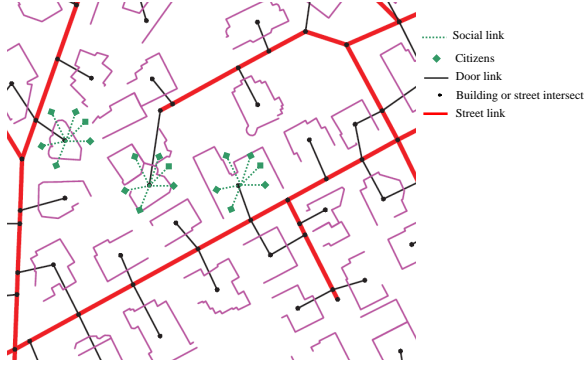 Social link
Citizens
Door link
Building or street intersect
Street link